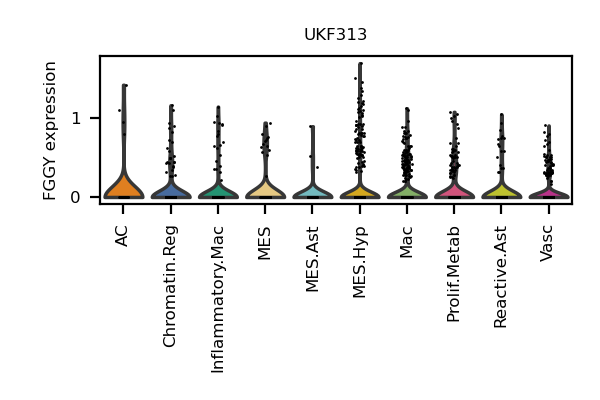 UKF313
FGGY expression
1
0
AC
Chromatin.Reg
Inflammatory.Mac
MES
MES.Ast
MES.Hyp
Mac
Prolif.Metab
Reactive.Ast
Vasc